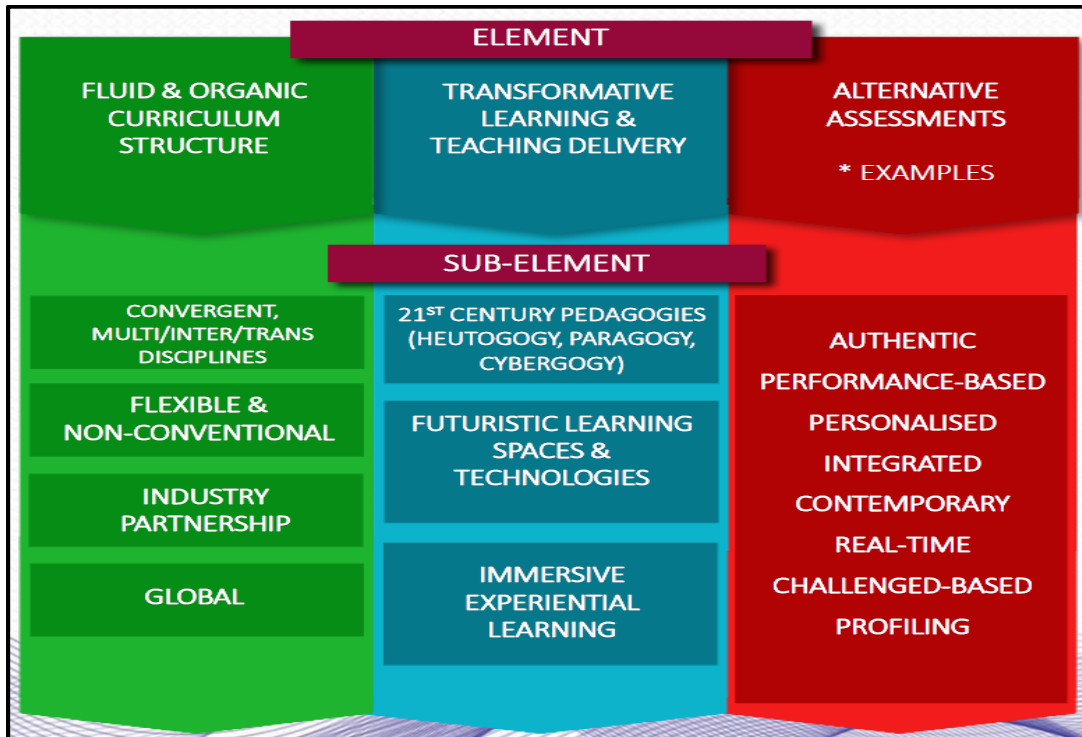 ELEMENT
FLUID & ORGANIC
CURRICULUM
STRUCTURE
TRANSFORMATIVE
LEARNING &
TEACHING DELIVERY
ALTERNATIVE
ASSESSMENTS
* EXAMPLES
SUB-ELEMENT
CONVERGENT,
MULTI/INTER/TRANS
DISCIPLINES
FLEXIBLE &
NON-CONVENTIONAL
INDUSTRY
PARTNERSHIP
GLOBAL
21ST CENTURY PEDAGOGIES
(HEUTOGOGY, PARAGOGY,
CYBERGOGY)
FUTURISTIC LEARNING
SPACES &
TECHNOLOGIES
IMMERSIVE
EXPERIENTIAL
LEARNING
AUTHENTIC
PERFORMANCE-BASED
PERSONALISED
INTEGRATED
CONTEMPORARY
REAL-TIME
CHALLENGED-BASED
PROFILING